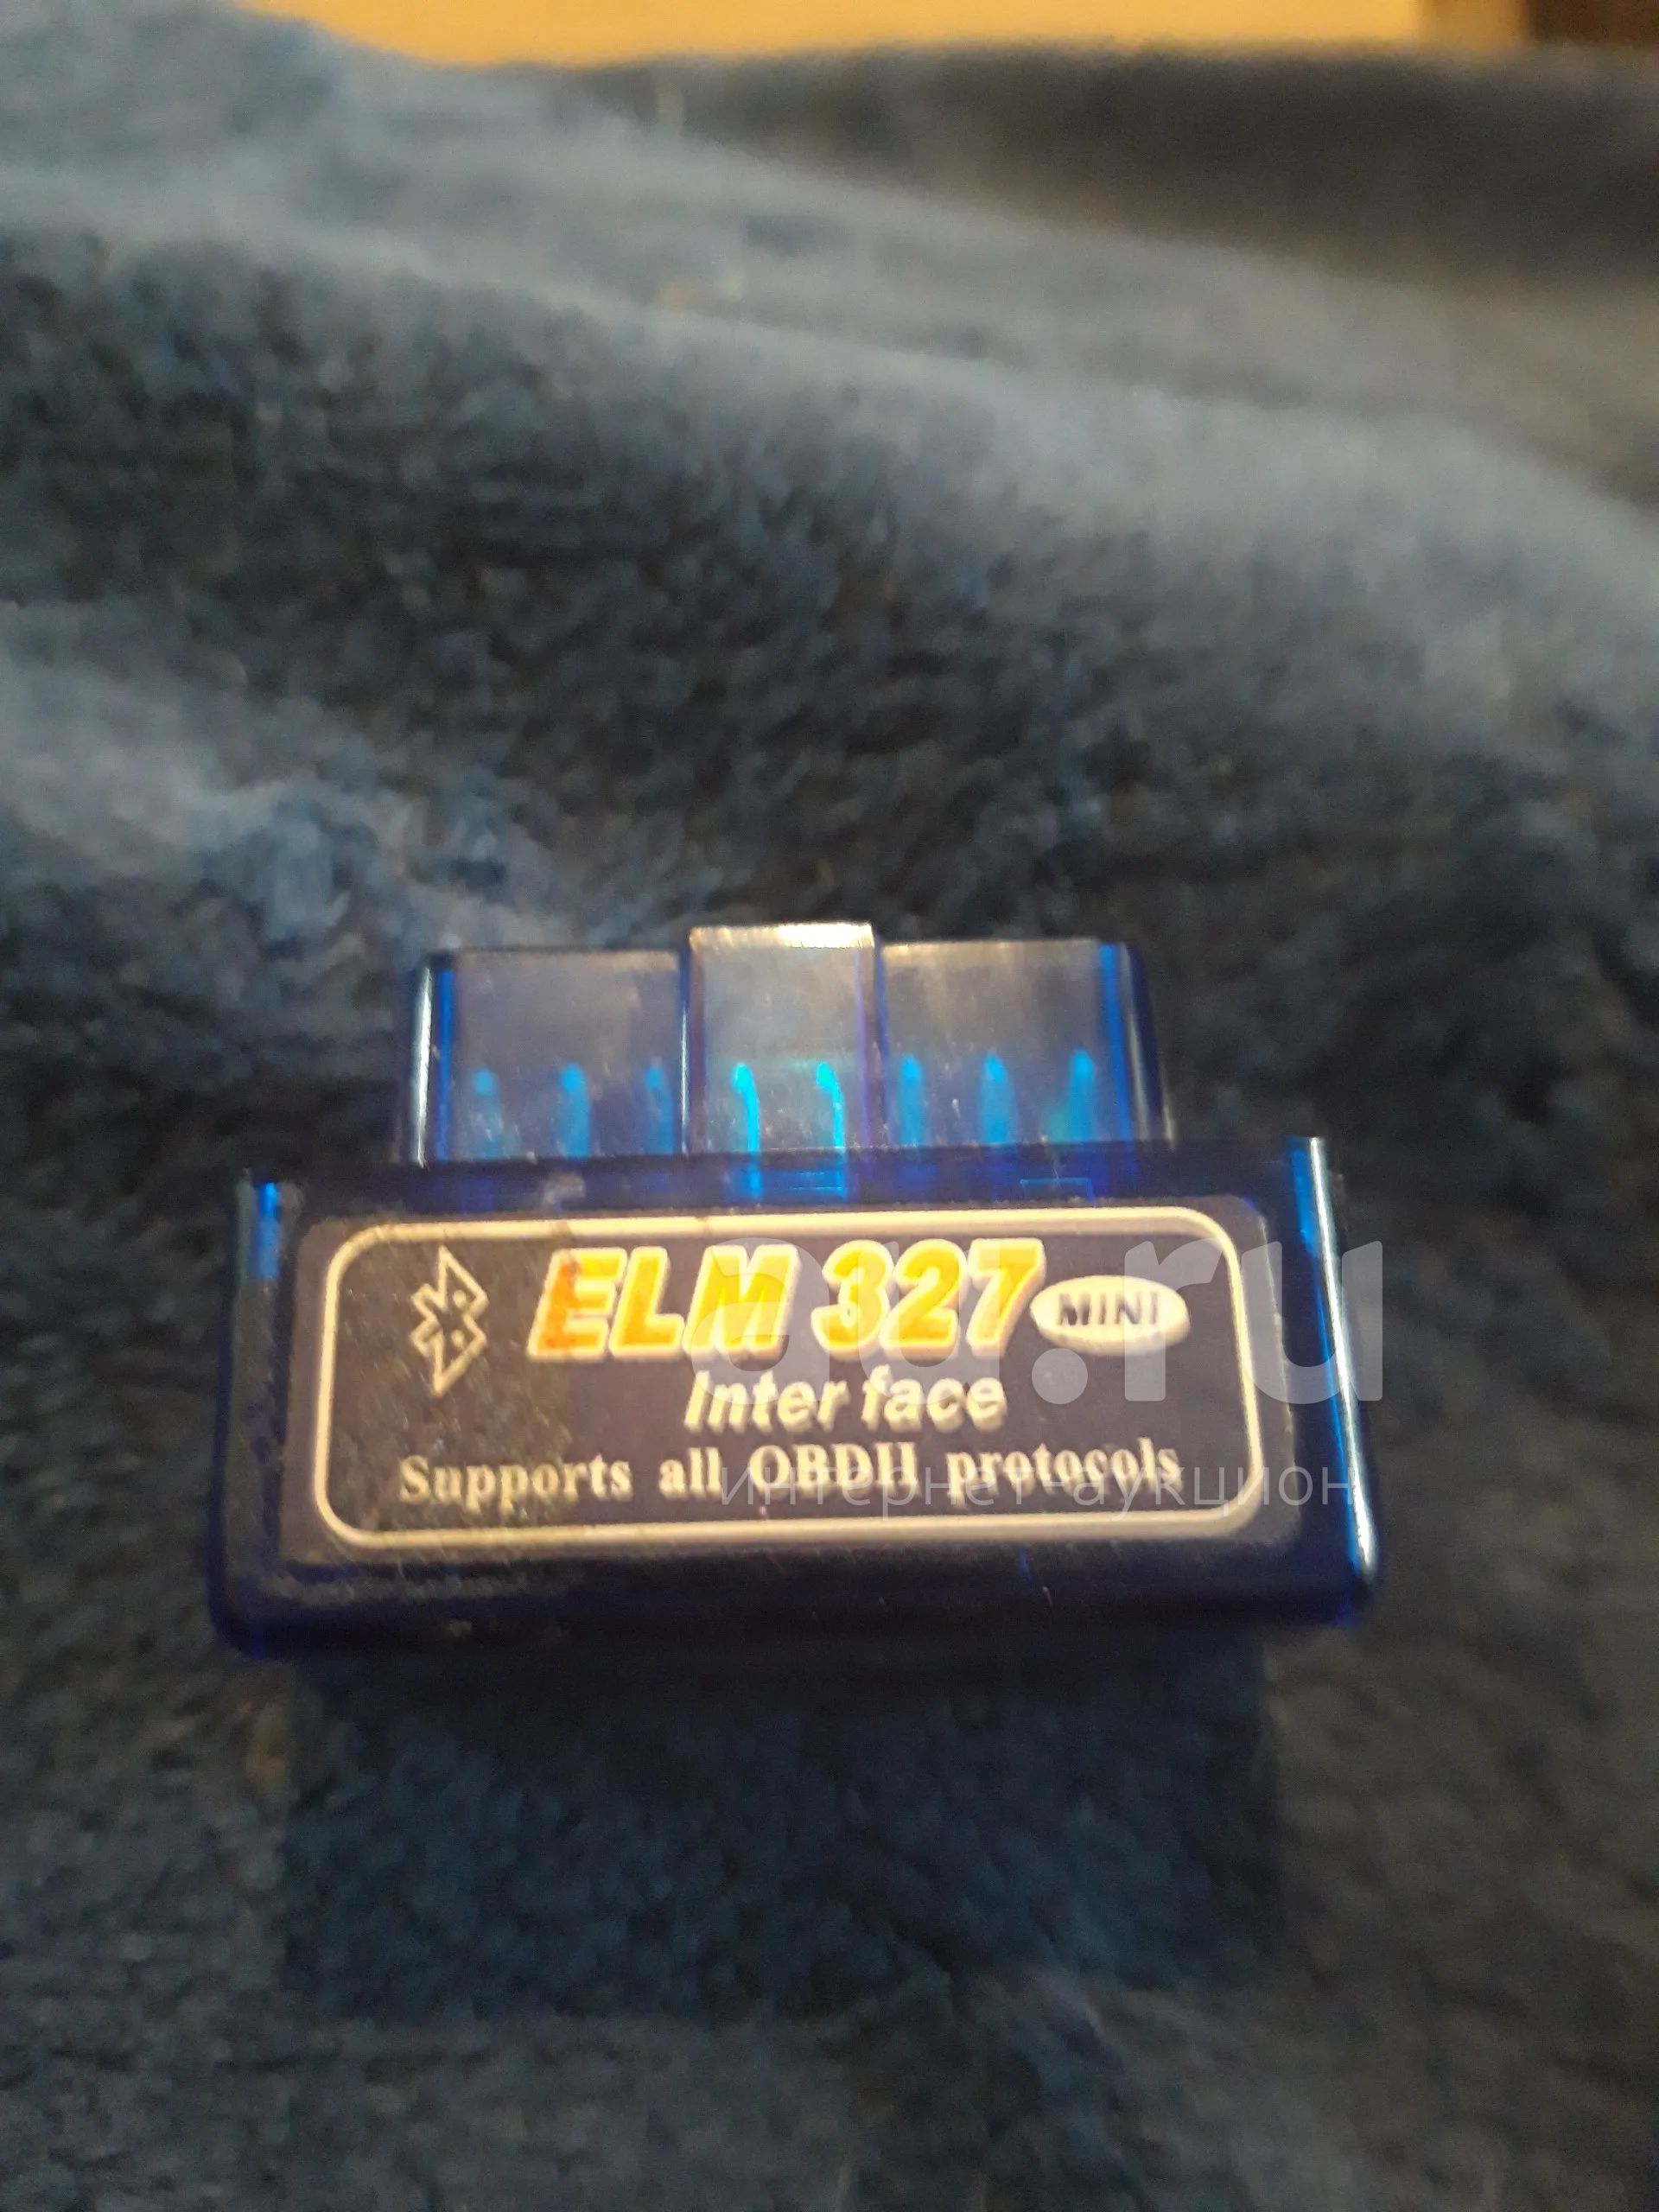 ELM 327 MINI
Inter face
Supports all OBDII protocols
au.ru
интернет-аукцион